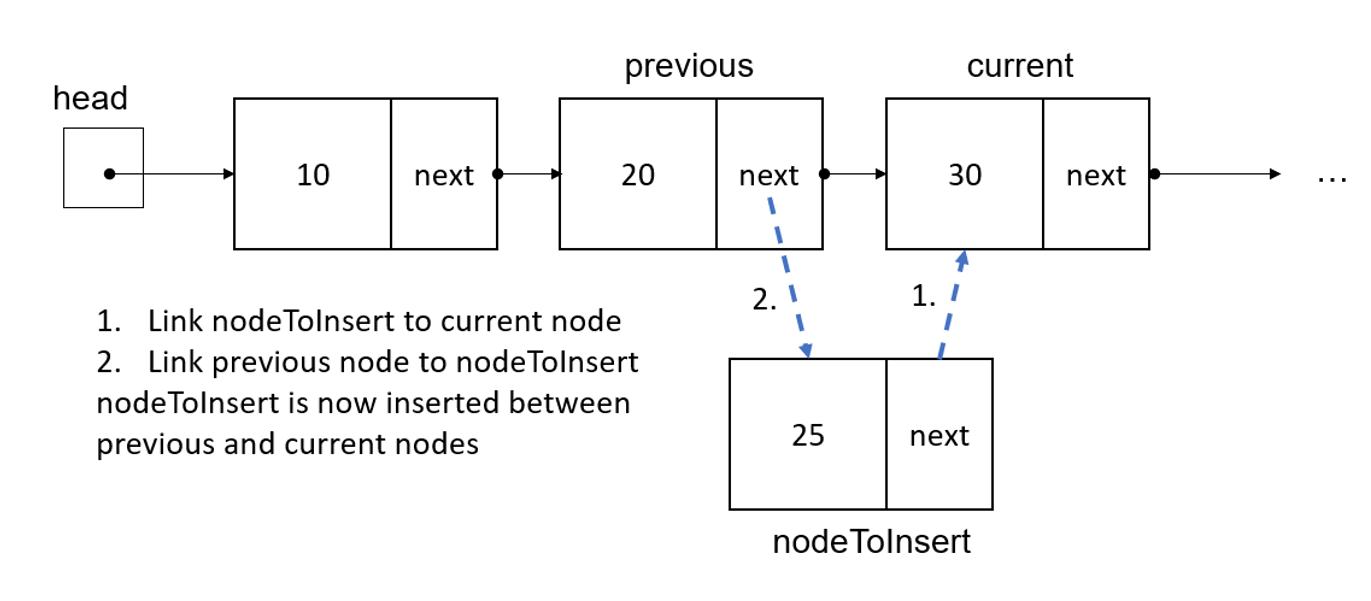 previous
current
head
10
next
20
next
30
next
...
2.
1.
1. Link nodeToInsert to current node
2. Link previous node to nodeToInsert
nodeToInsert is now inserted between
previous and current nodes
25
next
nodeToInsert